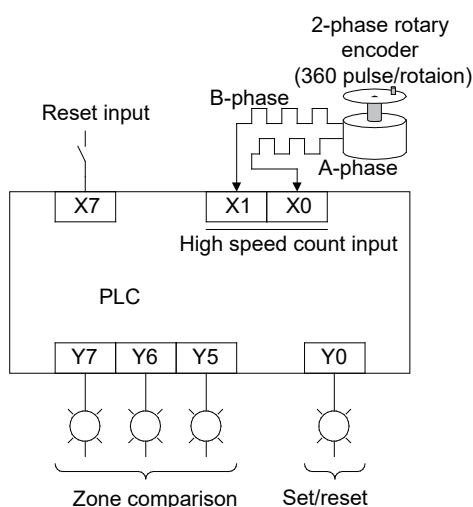 2-phase rotary
encoder
(360 pulse/rotaion)
B-phase
Reset input
A-phase
X7
X1
X0
High speed count input
PLC
Y7
Y6
Y5
Y0
Zone comparison
Set/reset